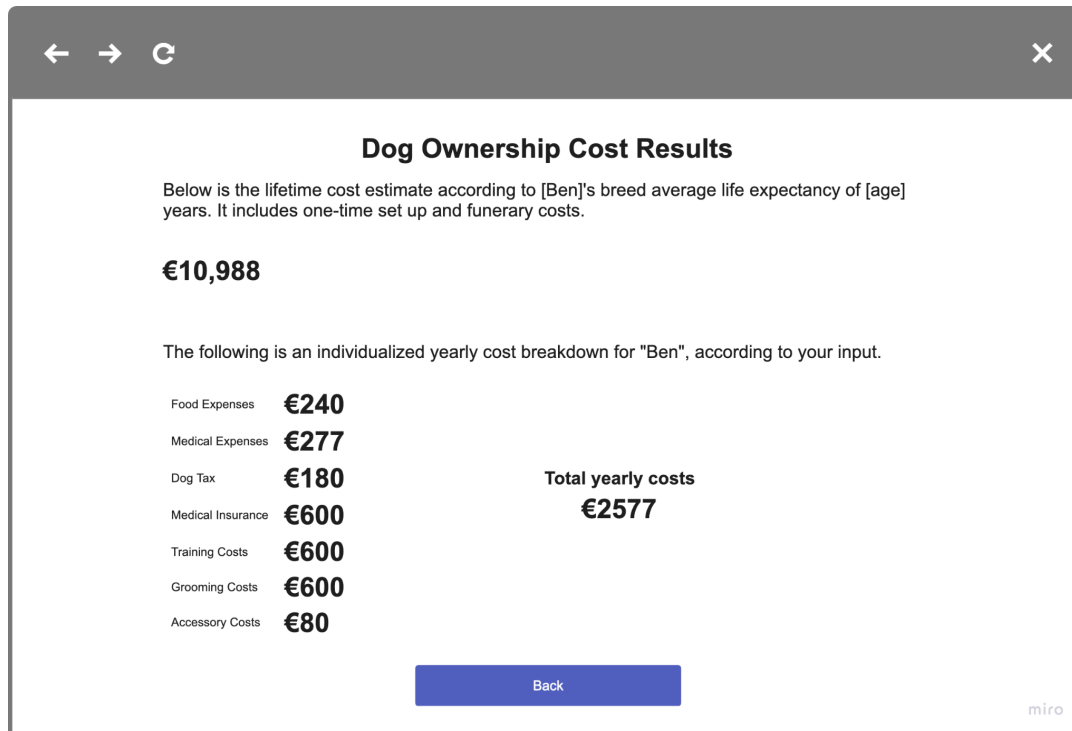 Dog Ownership Cost Results
Below is the lifetime cost estimate according to [Ben]'s breed average life expectancy of [age]
years. It includes one-time set up and funerary costs.
€10,988
The following is an individualized yearly cost breakdown for "Ben", according to your input.
Food Expenses €240
Medical Expenses €277
Dog Tax €180
Medical Insurance €600
Training Costs €600
Grooming Costs €600
Accessory Costs €80
Total yearly costs
€2577
Back
miro